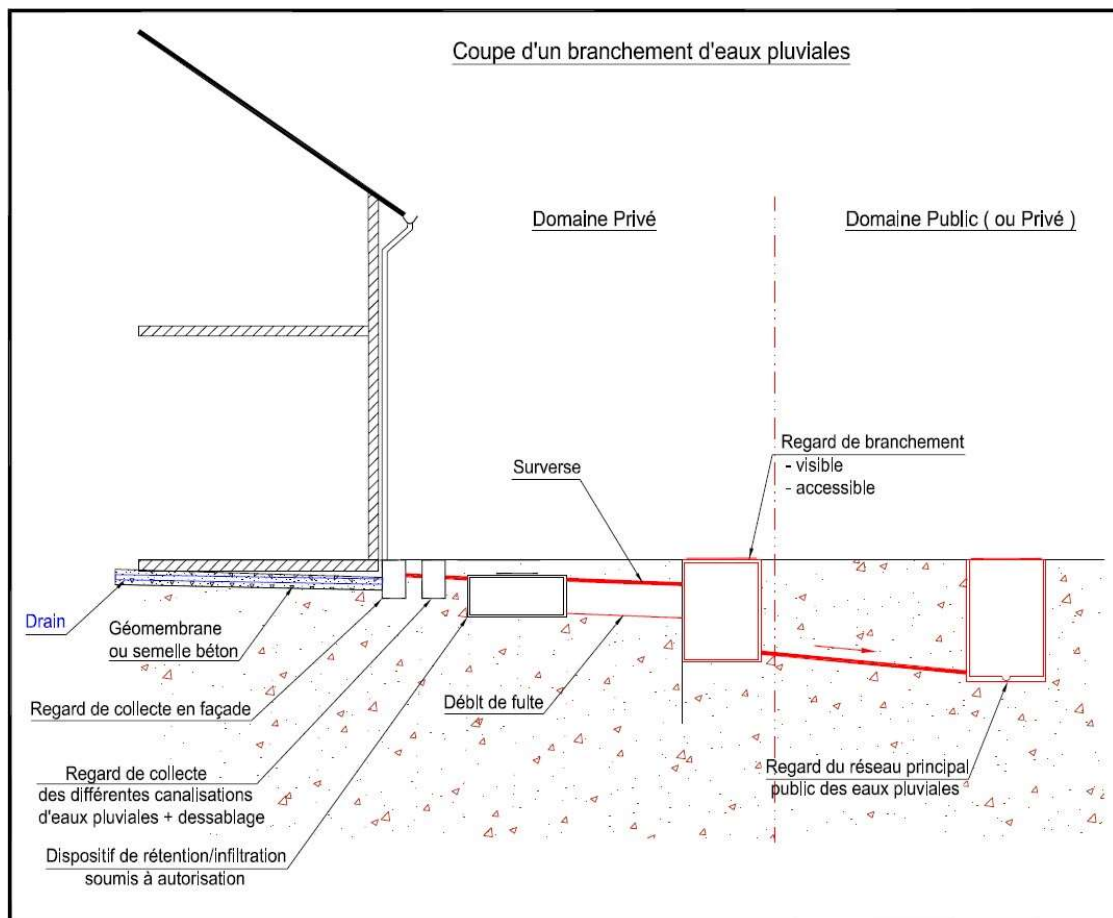 Coupe d'un branchement d'eaux pluviales
Domaine Privé
Domaine Public ( ou Privé )
Regard de branchement
- visible
- accessible
Surverse
Drain
Géomembrane
ou semelle béton
Regard de collecte en façade
Débit de fuite
Regard de collecte
des différentes canalisations
d'eaux pluviales + dessablage
Regard du réseau principal
public des eaux pluviales
Dispositif de rétention/infiltration
soumis à autorisation